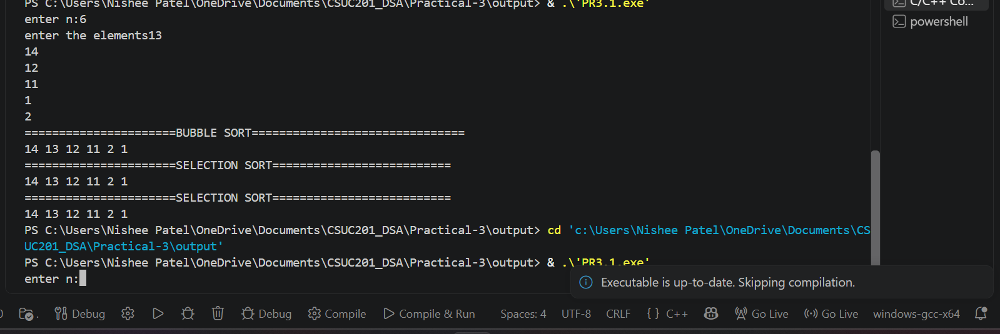 PS C:\Users\Nishee Patel\OneDrive\Documents\CSUC201_DSA\Practical-3\output> & .\'PR3.1.exe'
enter n:6
enter the elements13
14
12
11
1
2
======================BUBBLE SORT===============================
14 13 12 11 2 1
======================SELECTION SORT==========================
14 13 12 11 2 1
======================SELECTION SORT==========================
14 13 12 11 2 1
PS C:\Users\Nishee Patel\OneDrive\Documents\CSUC201_DSA\Practical-3\output> cd 'c:\Users\Nishee Patel\OneDrive\Documents\CS
UC201_DSA\Practical-3\output'
PS C:\Users\Nishee Patel\OneDrive\Documents\CSUC201_DSA\Practical-3\output> & .\'PR3.1.exe'
enter n:
C/C++ Co...
powershell
Executable is up-to-date. Skipping compilation.
0 . Debug Debug Compile Compile & Run Spaces: 4 UTF-8 CRLF { } C++ Go Live Go Live windows-gcc-x64